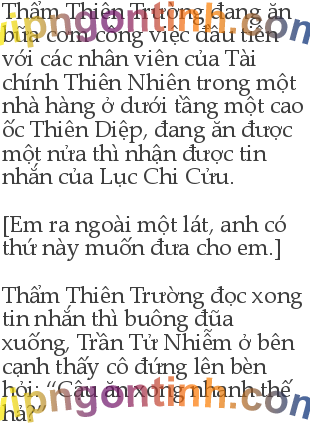 Thẩm Thiên Trường đang ăn
bữa cơm công việc đầu tiên
với các nhân viên của Tài
chính Thiên Nhiên trong một
nhà hàng ở dưới tầng một cao
ốc Thiên Diệp, đang ăn được
một nửa thì nhận được tin
nhắn của Lục Chi Cửu.
[Em ra ngoài một lát, anh có
thứ này muốn đưa cho em.]
Thẩm Thiên Trường đọc xong
tin nhắn thì buông đũa
xuống, Trần Tử Nhiễm ở bên
cạnh thấy cô đứng lên bèn
hỏi: “Cậu ăn xong nhanh thế
hả?”